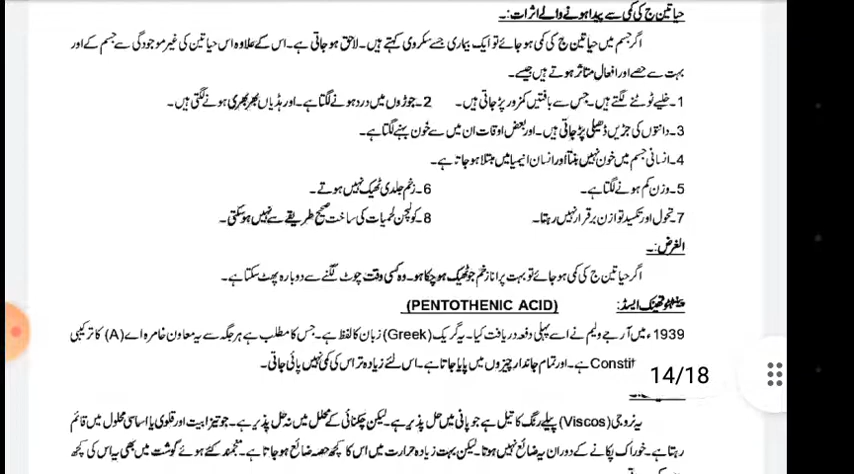 حیاتین ج کی کمی سے پیدا ہونے والے اثرات:۔
اگر جسم میں حیاتین ج کی کمی ہو جائے تو ایک بیماری جسے سکروی کہتے ہیں۔ لاحق ہو جاتی ہے۔ اس کے علاوہ اس حیاتین کی غیر موجودگی سے جسم کے اور
بہت سے حصے اور افعال متاثر ہوتے ہیں جیسے۔
1۔ خلیے ٹوٹنے لگتے ہیں۔ جس سے بافتیں کمزور پڑ جاتی ہیں۔ 2۔ جوڑوں میں درد ہونے لگتا ہے۔ اور ہڈیاں بھر بھری ہونے لگتی ہیں۔
3۔ دانتوں کی جڑیں ڈھیلی پڑ جاتی ہیں۔ اور بعض اوقات ان میں سے خون بہنے لگتا ہے۔
4۔ انسانی جسم میں خون نہیں بنتا اور انسان انیمیا میں مبتلا ہو جاتا ہے۔
5۔ وزن کم ہونے لگتا ہے۔ 6۔ زخم جلدی ٹھیک نہیں ہوتے۔
7۔ تحول اور تکسید توازن برقرار نہیں رہتا۔ 8۔ کولیجن لحمیات کی ساخت صحیح طریقے سے نہیں ہو سکتی۔
الغرض:۔
اگر حیاتین ج کی کمی ہو جائے تو بہت پرانا زخم جو ٹھیک ہو چکا ہو۔ وہ کسی وقت چوٹ لگنے سے دوبارہ پھٹ سکتا ہے۔
پینٹوتھینک ایسڈ: (PENTOTHENIC ACID)
1939ء میں آر جے ولیم نے اسے پہلی دفعہ دریافت کیا۔ یہ گریک (Greek) زبان کا لفظ ہے۔ جس کا مطلب ہے ہر جگہ سے یہ معاون خامرہ اے (A) کا ترکیبی
Constit ہے۔ اور تمام جاندار چیزوں میں پایا جاتا ہے۔ اس لئے زیادہ تر اس کی کمی نہیں پائی جاتی۔
14/18
(Viscos) پیلے رنگ کا تیل ہے جو پانی میں حل پذیر ہے۔ لیکن چکنائی کے محلل میں نہ حل پذیر ہے۔ جو تیزابیت اور قلوی یا اساسی محلول میں قائم
رہتا ہے۔ خوراک پکانے کے دوران یہ ضائع نہیں ہوتا۔ لیکن بہت زیادہ حرارت میں اس کا کچھ حصہ ضائع ہو جاتا ہے۔ منجمد کئے ہوئے گوشت میں بھی یہ اس کی کچھ